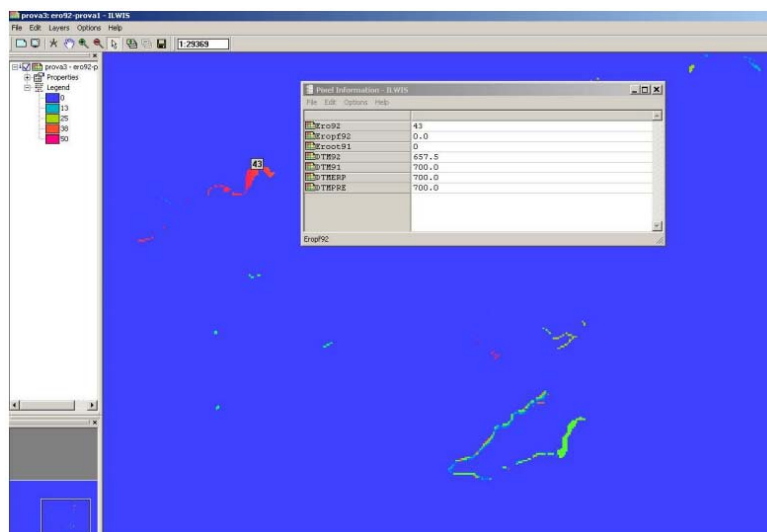 prova3: ero92-prova1 - ILWIS
File Edit Layers Options Help
1:29369
prova3 - ero92-p
Properties
Legend
0
13
25
38
50
43
Pixel Information - ILWIS
File Edit Options Help
Ero92 43
Eropf92 0.0
Eroot91 0
DTM92 657.5
DTM91 700.0
DTMERP 700.0
DTMPRE 700.0
Eropf92